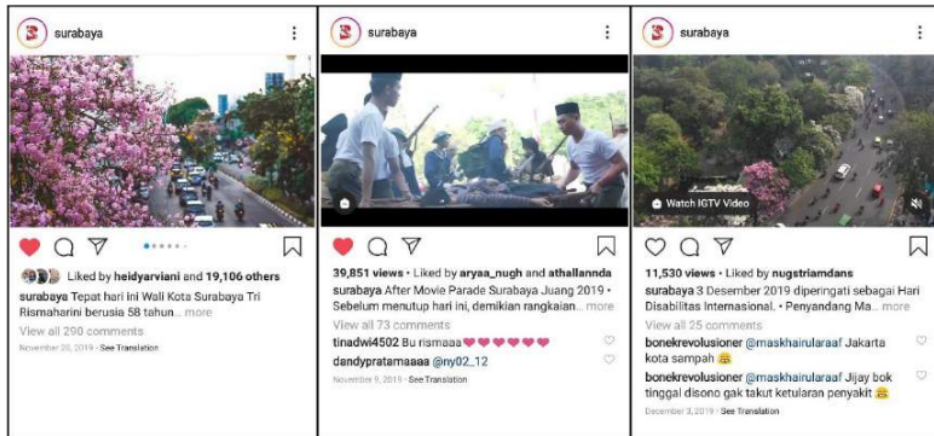 surabaya
Liked by heidyarviani and 19,106 others
surabaya Tepat hari ini Wali Kota Surabaya Tri
Rismaharini berusia 58 tahun... more
View all 290 comments
November 20, 2019 · See Translation
surabaya
39,851 views • Liked by aryaa_nugh and athallannda
surabaya After Movie Parade Surabaya Juang 2019 •
Sebelum menutup hari ini, demikian rangkaian... more
View all 73 comments
tinadwi4502 Bu rismaaa💗💗💗💗💗💗
dandypratamaaaa @ny02_12
November 9, 2019 · See Translation
surabaya
Watch IGTV Video
11,530 views • Liked by nugstriamdans
surabaya 3 Desember 2019 diperingati sebagai Hari
Disabilitas Internasional. • Penyandang Ma... more
View all 25 comments
bonekrevolusioner @maskhairularaaf Jakarta
kota sampah 😂
bonekrevolusioner @maskhairularaaf Jijay bok
tinggal disono gak takut ketularan penyakit 😂
December 3, 2019 · See Translation